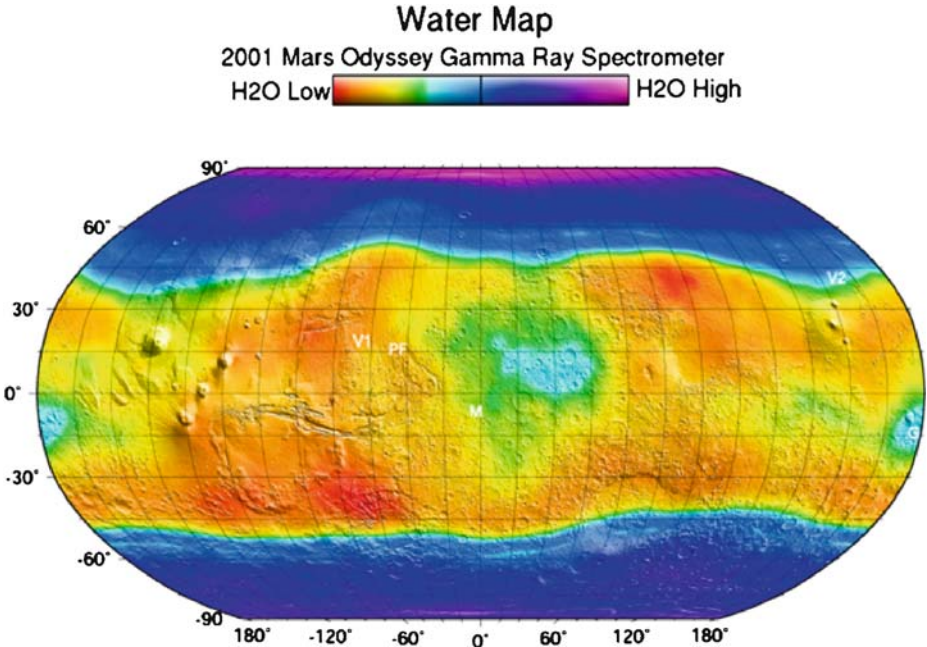 Water Map
2001 Mars Odyssey Gamma Ray Spectrometer
H2O Low H2O High
90°
60°
V2
30°
V1
PF
0°
M
G
-30°
-60°
-90
180° -120° -60° 0° 60° 120° 180°